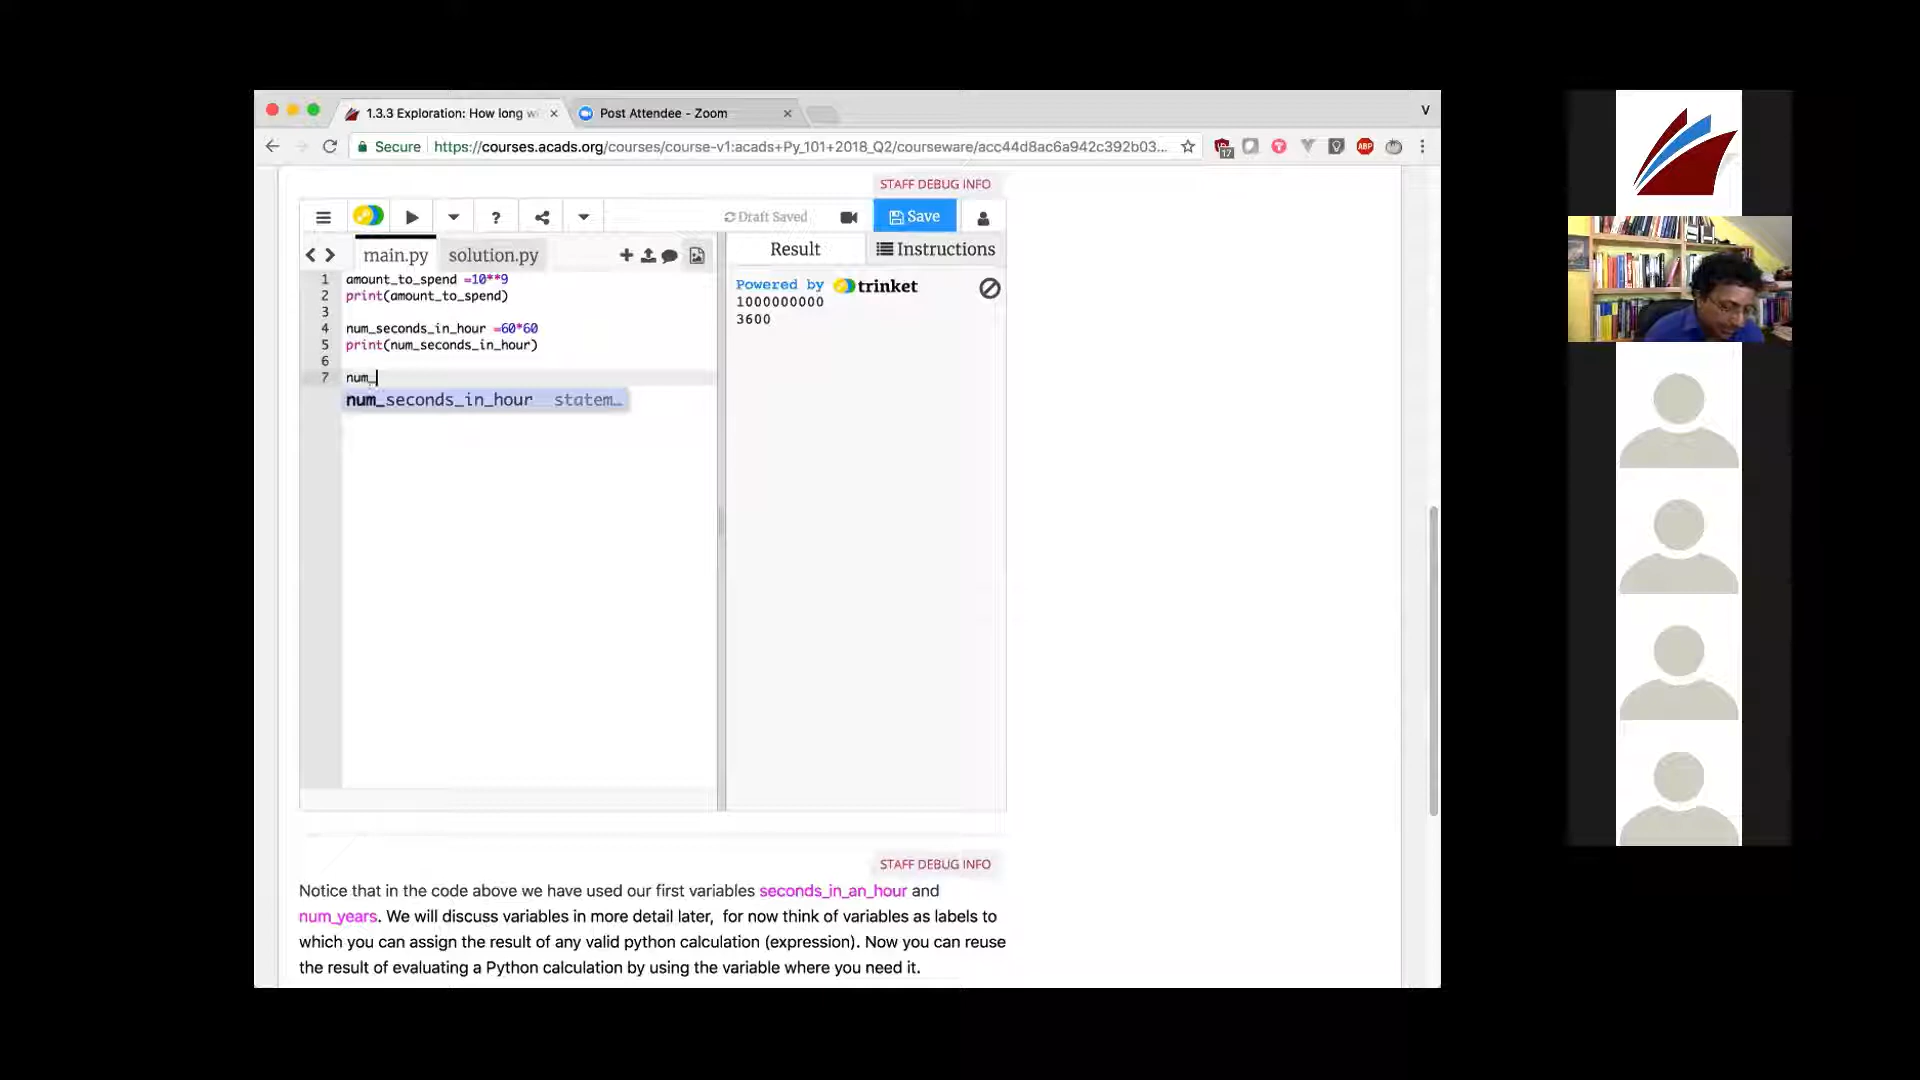 1.3.3 Exploration: How long w
Post Attendee - Zoom
Secure https://courses.acads.org/courses/course-v1:acads+Py_101+2018_Q2/courseware/acc44d8ac6a942c392b03...
17
ABP
STAFF DEBUG INFO
?
Draft Saved
Save
main.py
solution.py
Result
Instructions
1 amount_to_spend =10**9
2 print(amount_to_spend)
3
4 num_seconds_in_hour =60*60
5 print(num_seconds_in_hour)
6
7 num_
num_seconds_in_hour statem...
Powered by trinket
1000000000
3600
STAFF DEBUG INFO
Notice that in the code above we have used our first variables seconds_in_an_hour and
num_years. We will discuss variables in more detail later, for now think of variables as labels to
which you can assign the result of any valid python calculation (expression). Now you can reuse
the result of evaluating a Python calculation by using the variable where you need it.